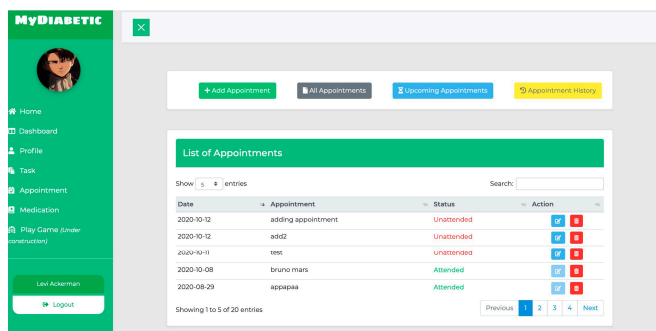 MyDiabetic
Home
Dashboard
Profile
Task
Appointment
Medication
Play Game (Under
construction)
Levi Ackerman
Logout
+ Add Appointment
All Appointments
Upcoming Appointments
Appointment History
List of Appointments
Show 5 entries
Search:
Date Appointment Status Action
2020-10-12 adding appointment Unattended
2020-10-12 add2 Unattended
2020-10-11 test Unattended
2020-10-08 bruno mars Attended
2020-08-29 appapaa Attended
Showing 1 to 5 of 20 entries
Previous 1 2 3 4 Next